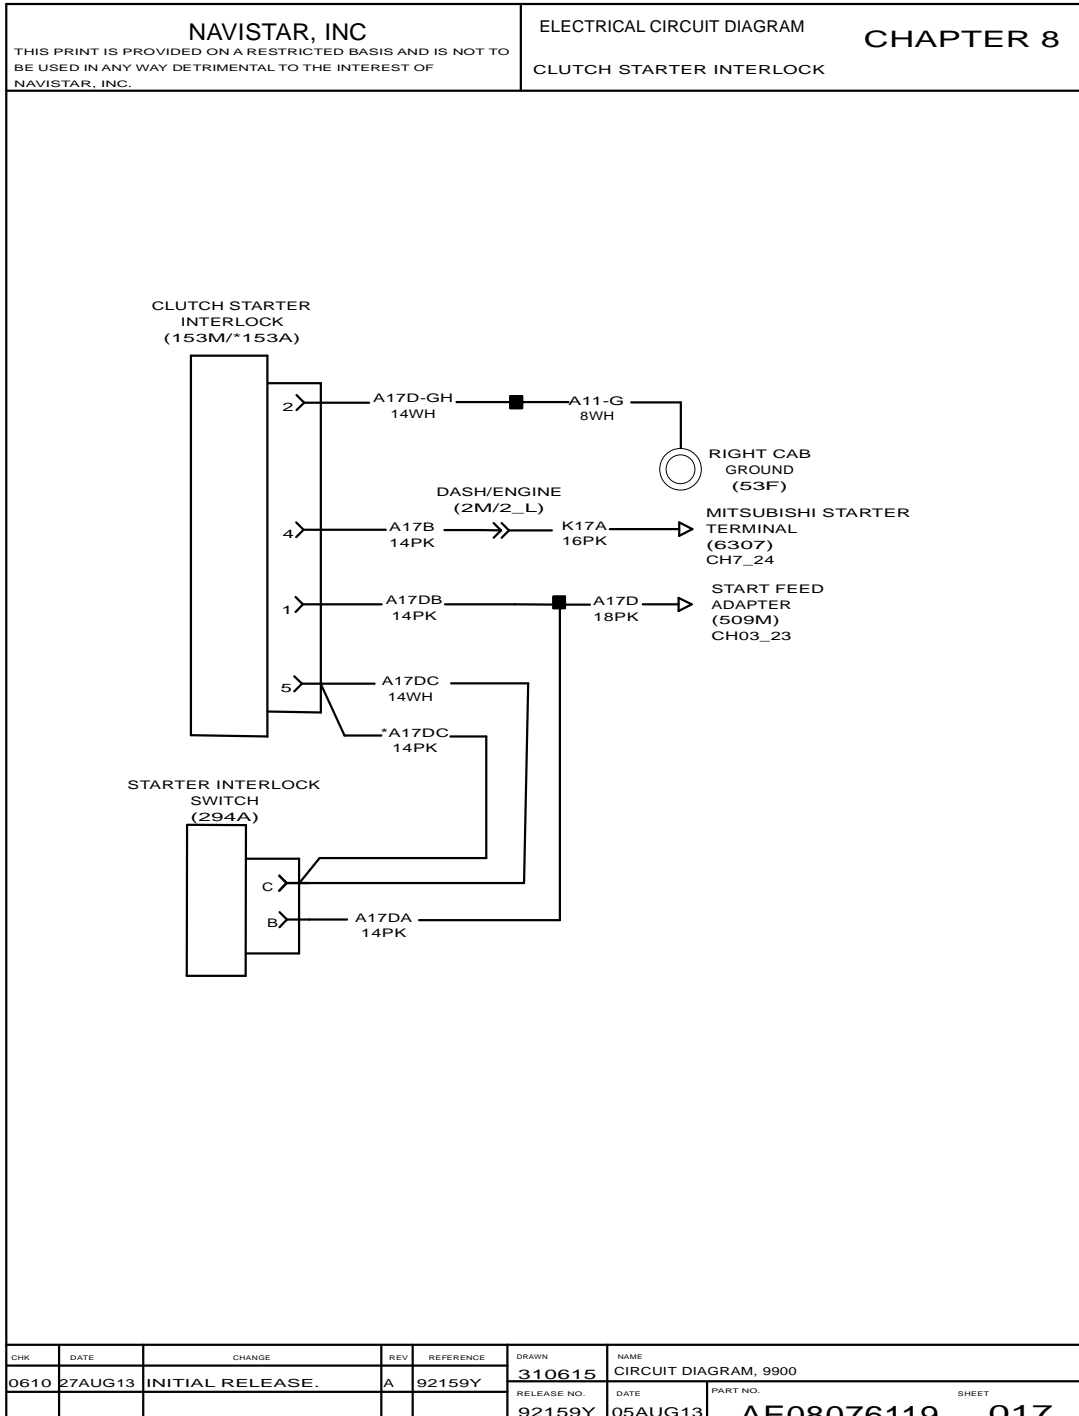 NAVISTAR, INC
THIS PRINT IS PROVIDED ON A RESTRICTED BASIS AND IS NOT TO
BE USED IN ANY WAY DETRIMENTAL TO THE INTEREST OF
NAVISTAR, INC.
ELECTRICAL CIRCUIT DIAGRAM
CLUTCH STARTER INTERLOCK
CHAPTER 8
CLUTCH STARTER
INTERLOCK
(153M/*153A)
2
A17D-GH
14WH
A11-G
8WH
RIGHT CAB
GROUND
(53F)
DASH/ENGINE
(2M/2_L)
4
A17B
14PK
K17A
16PK
MITSUBISHI STARTER
TERMINAL
(6307)
CH7_24
1
A17DB
14PK
A17D
18PK
START FEED
ADAPTER
(509M)
CH03_23
5
A17DC
14WH
*A17DC
14PK
STARTER INTERLOCK
SWITCH
(294A)
C
B
A17DA
14PK
CHK DATE CHANGE REV REFERENCE
0610 27AUG13 INITIAL RELEASE. A 92159Y
DRAWN
310615
NAME
CIRCUIT DIAGRAM, 9900
RELEASE NO.
92159Y
DATE
05AUG13
PART NO.
AE08076119
SHEET
017